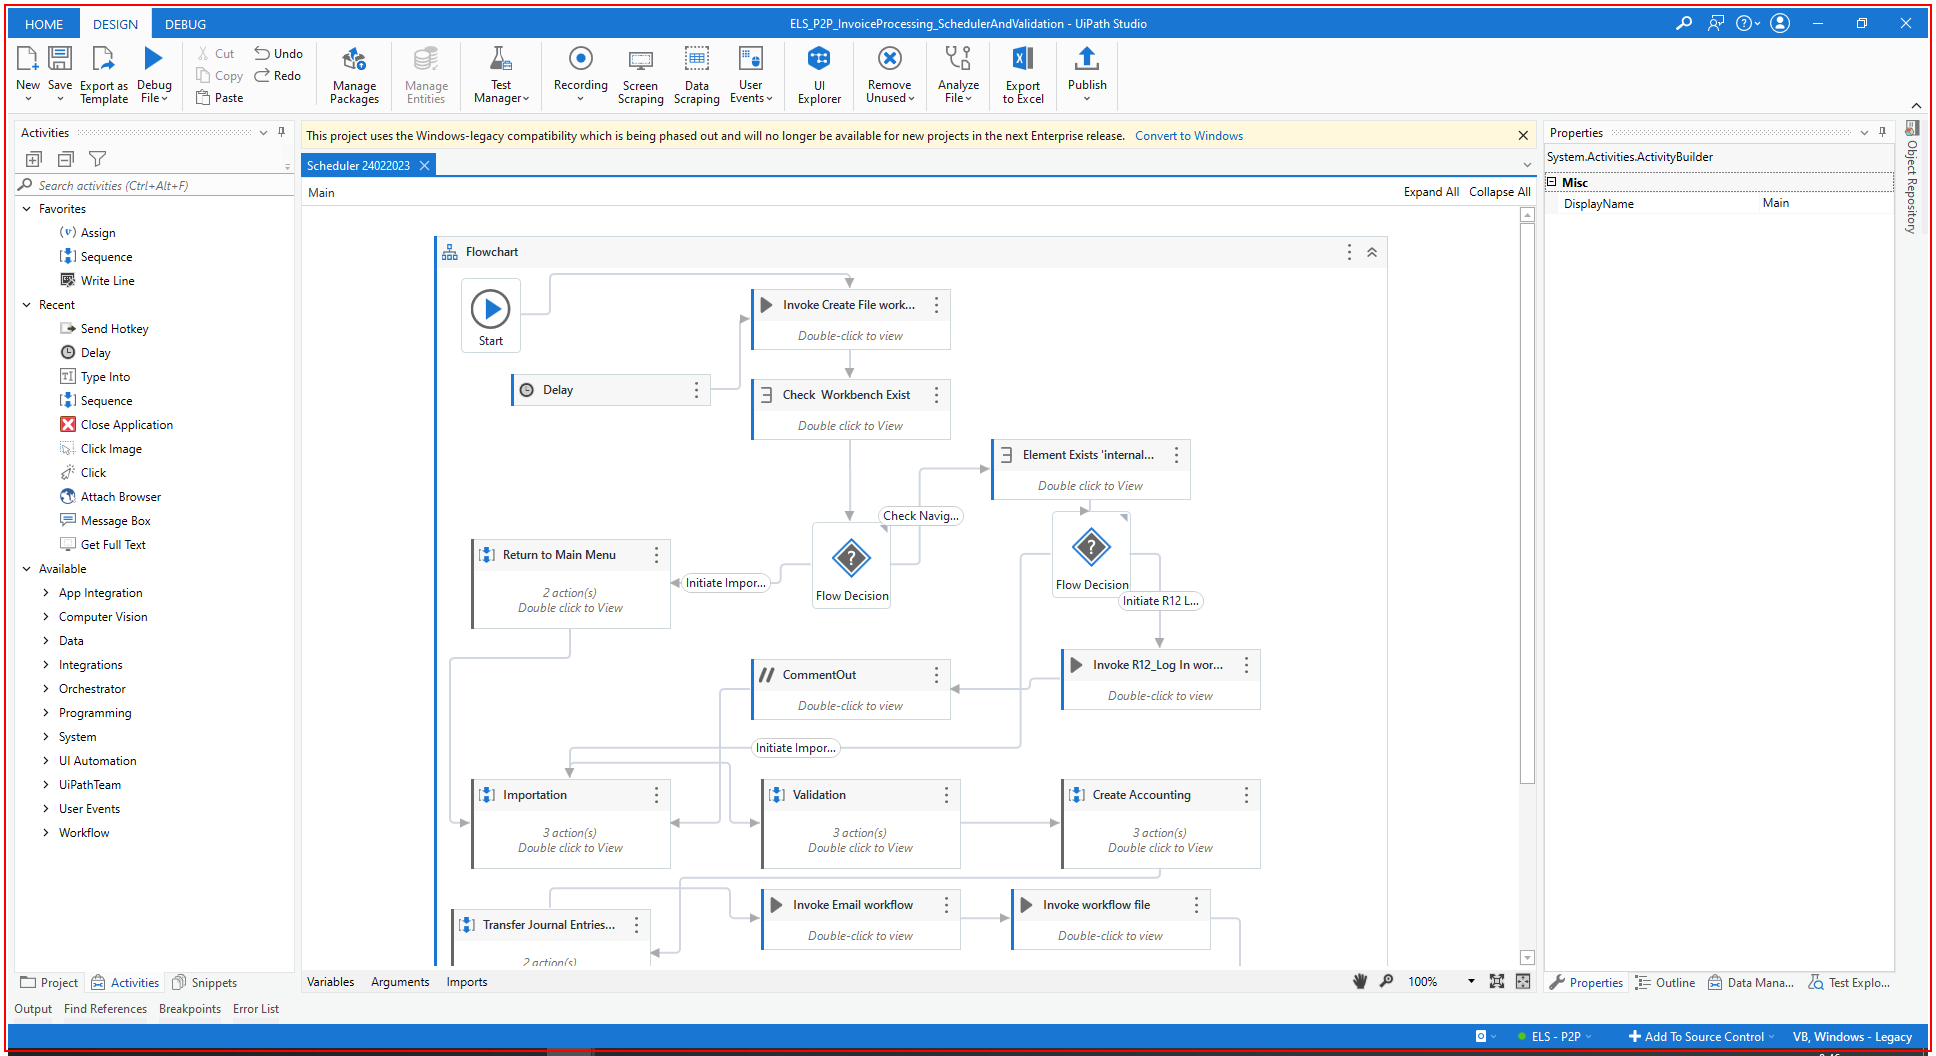 HOME DESIGN DEBUG
ELS_P2P_InvoiceProcessing_SchedulerAndValidation - UiPath Studio
New
Save
Export as
Template
Debug
File
Cut
Copy
Paste
Undo
Redo
Manage
Packages
Manage
Entities
Test
Manager
Recording
Screen
Scraping
Data
Scraping
User
Events
UI
Explorer
Remove
Unused
Analyze
File
Export
to Excel
Publish
Activities
Search activities (Ctrl+Alt+F)
Favorites
(v) Assign
Sequence
Write Line
Recent
Send Hotkey
Delay
Type Into
Sequence
Close Application
Click Image
Click
Attach Browser
Message Box
Get Full Text
Available
App Integration
Computer Vision
Data
Integrations
Orchestrator
Programming
System
UI Automation
UiPathTeam
User Events
Workflow
Project Activities Snippets
This project uses the Windows-legacy compatibility which is being phased out and will no longer be available for new projects in the next Enterprise release. Convert to Windows
Scheduler 24022023
Main
Expand All Collapse All
Flowchart
Start
Invoke Create File work...
Double-click to view
Delay
Check Workbench Exist
Double click to View
Element Exists 'internal...
Double click to View
Check Navig...
Flow Decision
Flow Decision
Return to Main Menu
2 action(s)
Double click to View
Initiate Impor...
Initiate R12 L...
Invoke R12_Log In wor...
Double-click to view
CommentOut
Double-click to view
Initiate Impor...
Importation
3 action(s)
Double click to View
Validation
3 action(s)
Double click to View
Create Accounting
3 action(s)
Double click to View
Transfer Journal Entries...
2 action(s)
Invoke Email workflow
Double-click to view
Invoke workflow file
Double-click to view
Variables Arguments Imports
100%
Properties
System.Activities.ActivityBuilder
Misc
DisplayName Main
Object Repository
Properties Outline Data Mana... Test Explo...
Output Find References Breakpoints Error List
ELS - P2P
Add To Source Control
VB, Windows - Legacy